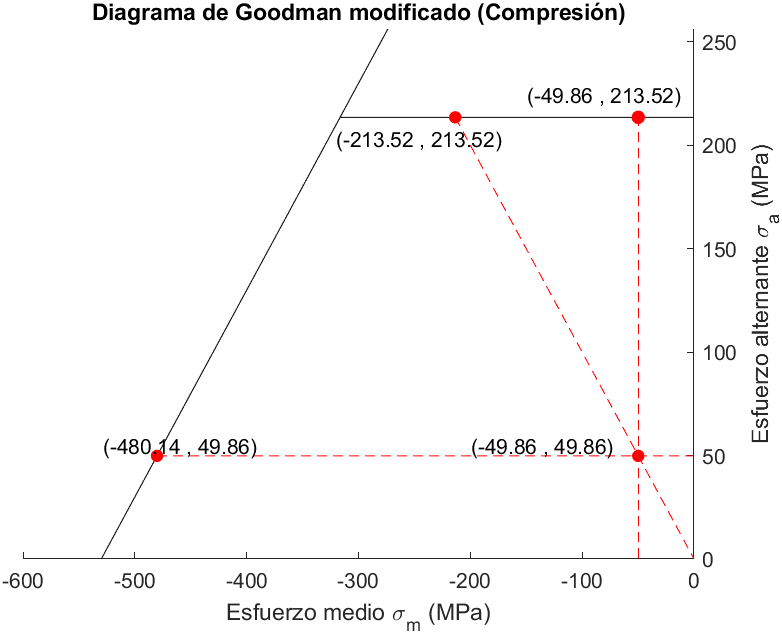 Diagrama de Goodman modificado (Compresión)
250
(-49.86 , 213.52)
(-213.52 , 213.52)
200
150
100
(-480.14 , 49.86)
(-49.86 , 49.86)
50
0
Esfuerzo alternante σ_a (MPa)
-600
-500
-400
-300
-200
-100
0
Esfuerzo medio σ_m (MPa)